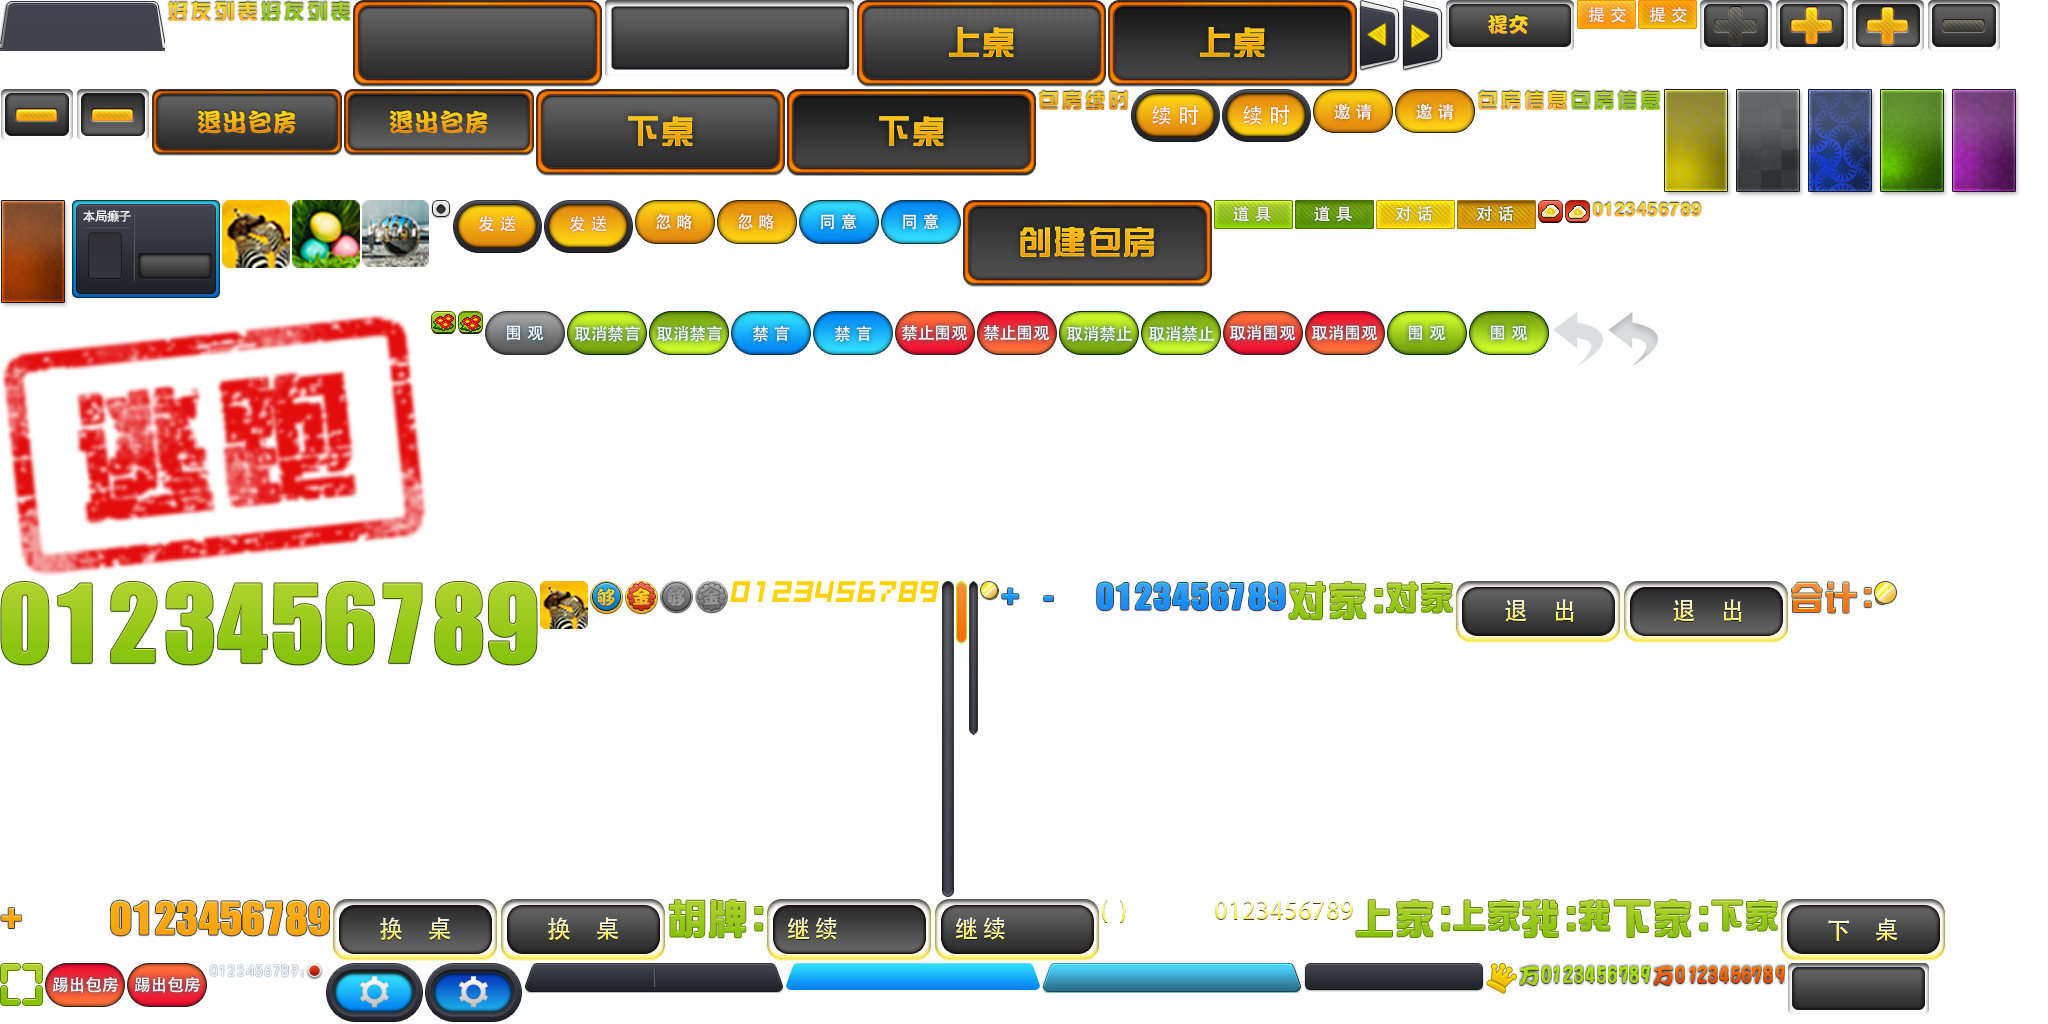 好友列表 好友列表 上桌 上桌 提交 提交 提交
退出包房 退出包房 下桌 下桌 包房续时 续时 续时 邀请 邀请 包房信息 包房信息
本局癞子 发送 发送 忽略 忽略 同意 同意 创建包房 道具 道具 对话 对话 0123456789
围观 取消禁言 取消禁言 禁言 禁言 禁止围观 禁止围观 取消禁止 取消禁止 取消围观 取消围观 围观 围观
逃跑
0123456789 够 金 够 金 0123456789 + - 0123456789 对家:对家 退出 退出 合计:
+ 0123456789 换桌 换桌 胡牌: 继续 继续 ( ) 0123456789 上家:上家 我:我 下家:下家 下桌
踢出包房 踢出包房 0123456789: 万0123456789 万0123456789